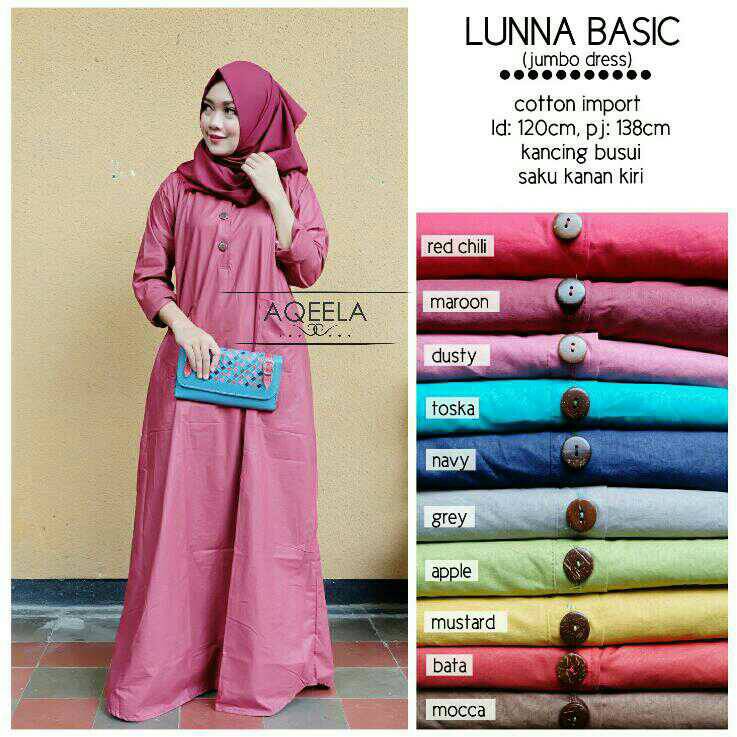 LUNNA BASIC
(jumbo dress)
cotton import
ld: 120cm, pj: 138cm
kancing busui
saku kanan kiri
AQEELA
red chili
maroon
dusty
toska
navy
grey
apple
mustard
bata
mocca